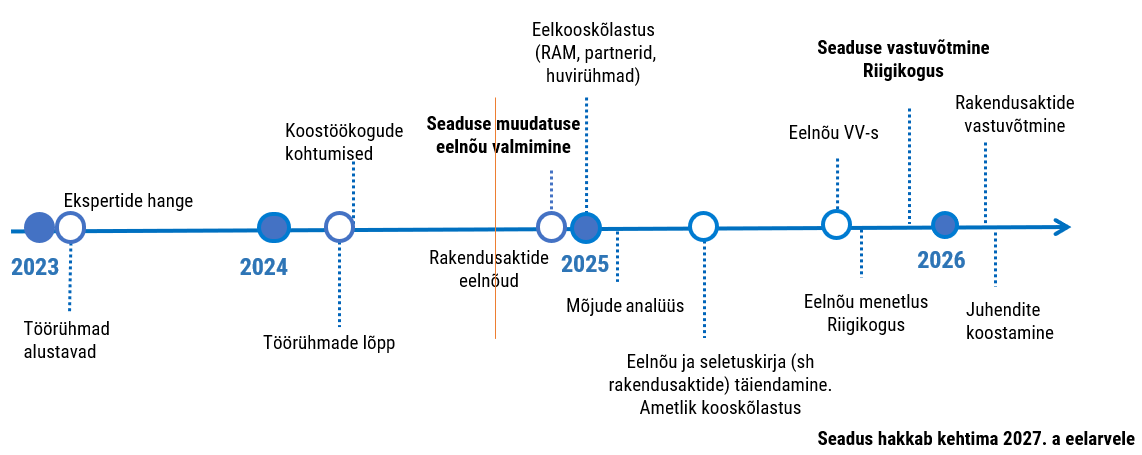 Eelkooskõlastus
(RAM, partnerid,
huvirühmad)
Seaduse vastuvõtmine
Riigikogus
Rakendusaktide
vastuvõtmine
Koostöökogude
kohtumised
Seaduse muudatuse
eelnõu valmimine
Eelnõu VV-s
Ekspertide hange
2023
2024
Rakendusaktide
eelnõud
2025
2026
Töörühmad
alustavad
Töörühmade lõpp
Mõjude analüüs
Eelnõu menetlus
Riigikogus
Juhendite
koostamine
Eelnõu ja seletuskirja (sh
rakendusaktide) täiendamine.
Ametlik kooskõlastus
Seadus hakkab kehtima 2027. a eelarvele